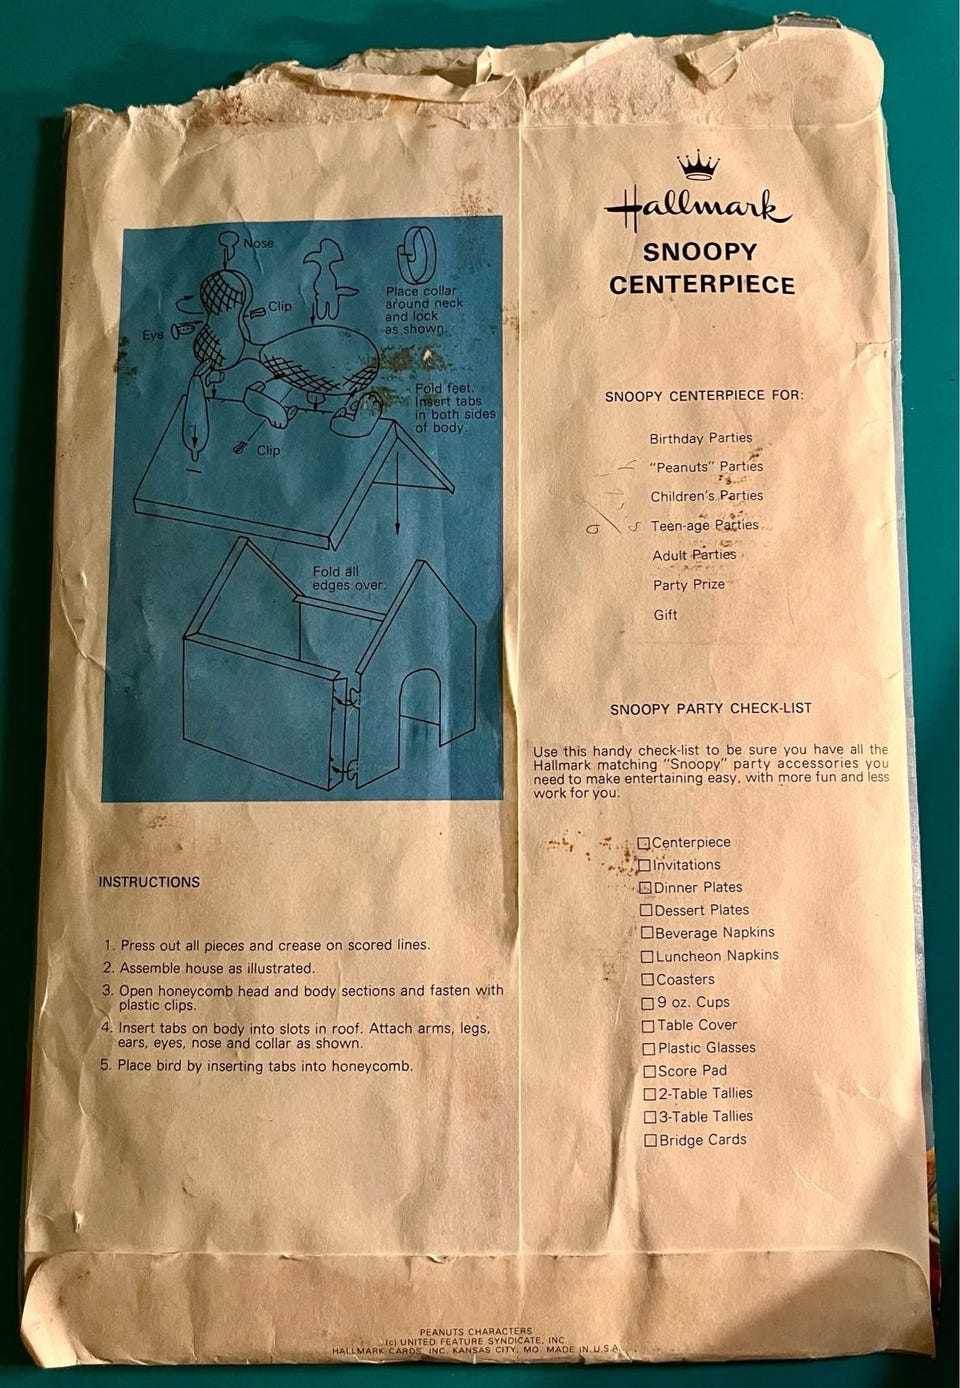 Nose
Clip
Eye
Place collar
around neck
and lock
as shown.
Fold feet.
Insert tabs
in both sides
of body.
Clip
Fold all
edges over.
INSTRUCTIONS
1. Press out all pieces and crease on scored lines.
2. Assemble house as illustrated.
3. Open honeycomb head and body sections and fasten with
plastic clips.
4. Insert tabs on body into slots in roof. Attach arms, legs,
ears, eyes, nose and collar as shown.
5. Place bird by inserting tabs into honeycomb.
Hallmark
SNOOPY
CENTERPIECE
SNOOPY CENTERPIECE FOR:
Birthday Parties
"Peanuts" Parties
Children's Parties
Teen-age Parties
Adult Parties
Party Prize
Gift
SNOOPY PARTY CHECK-LIST
Use this handy check-list to be sure you have all the
Hallmark matching "Snoopy" party accessories you
need to make entertaining easy, with more fun and less
work for you.
Centerpiece
Invitations
Dinner Plates
Dessert Plates
Beverage Napkins
Luncheon Napkins
Coasters
9 oz. Cups
Table Cover
Plastic Glasses
Score Pad
2-Table Tallies
3-Table Tallies
Bridge Cards
PEANUTS CHARACTERS
(c) UNITED FEATURE SYNDICATE, INC.
HALLMARK CARDS, INC. KANSAS CITY, MO. MADE IN U.S.A.